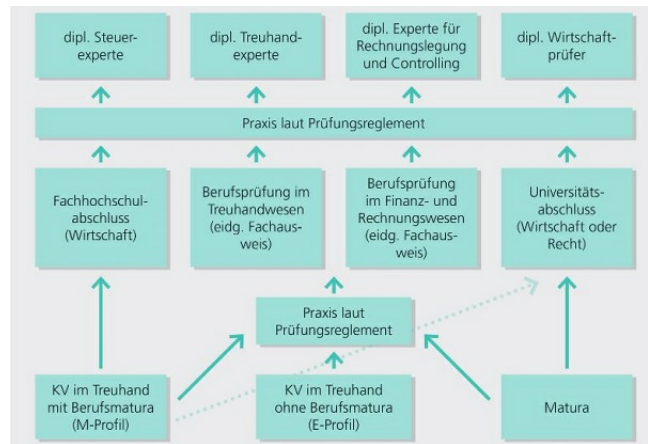 dipl. Steuer-
experte
dipl. Treuhand-
experte
dipl. Experte für
Rechnungslegung
und Controlling
dipl. Wirtschaft-
prüfer
Praxis laut Prüfungsreglement
Fachhochschul-
abschluss
(Wirtschaft)
Berufsprüfung im
Treuhandwesen
(eidg. Fachaus-
weis)
Berufsprüfung
im Finanz- und
Rechnungswesen
(eidg. Fachaus-
weis)
Universitäts-
abschluss
(Wirtschaft oder
Recht)
Praxis laut
Prüfungsreglement
KV im Treuhand
mit Berufsmatura
(M-Profil)
KV im Treuhand
ohne Berufsmatura
(E-Profil)
Matura